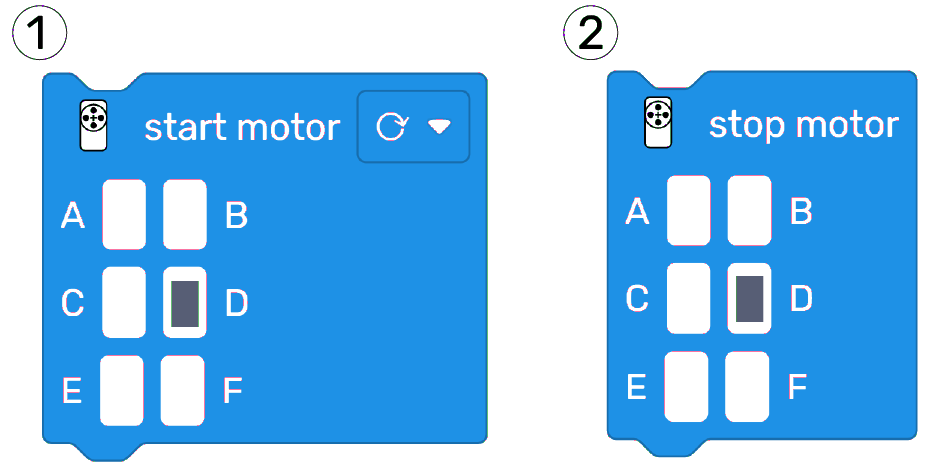 1
2
start motor
stop motor
A B
A B
C D
C D
E F
E F